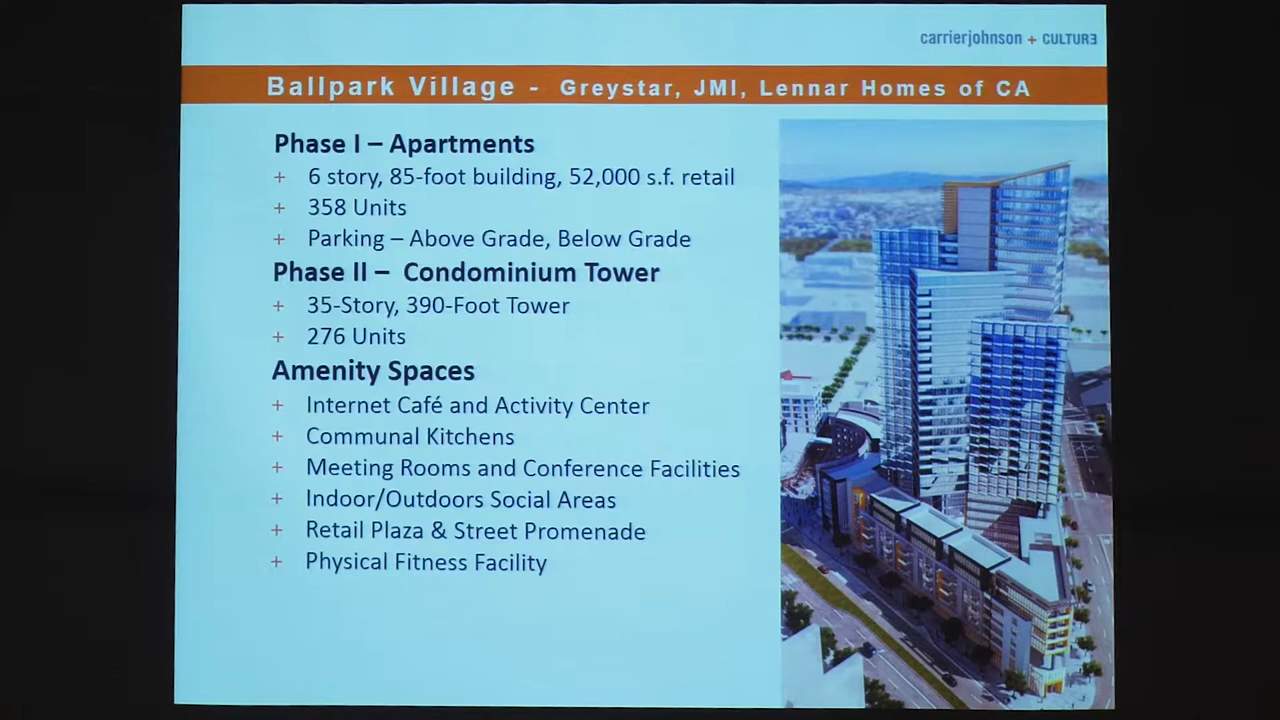 carrierjohnson + CULTURE
Ballpark Village - Greystar, JMI, Lennar Homes of CA
Phase I – Apartments
+ 6 story, 85-foot building, 52,000 s.f. retail
+ 358 Units
+ Parking – Above Grade, Below Grade
Phase II – Condominium Tower
+ 35-Story, 390-Foot Tower
+ 276 Units
Amenity Spaces
+ Internet Café and Activity Center
+ Communal Kitchens
+ Meeting Rooms and Conference Facilities
+ Indoor/Outdoors Social Areas
+ Retail Plaza & Street Promenade
+ Physical Fitness Facility